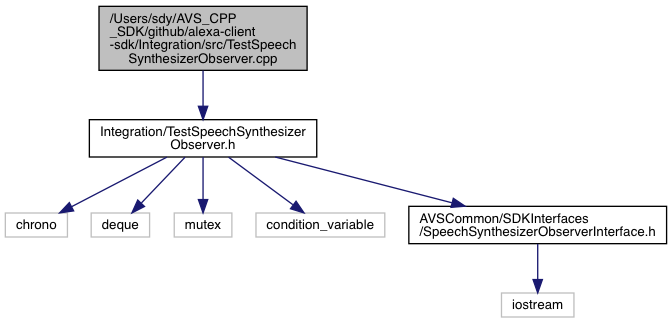 /Users/sdy/AVS_CPP
_SDK/github/alexa-client
-sdk/Integration/src/TestSpeech
SynthesizerObserver.cpp
Integration/TestSpeechSynthesizer
Observer.h
chrono
deque
mutex
condition_variable
AVSCommon/SDKInterfaces
/SpeechSynthesizerObserverInterface.h
iostream